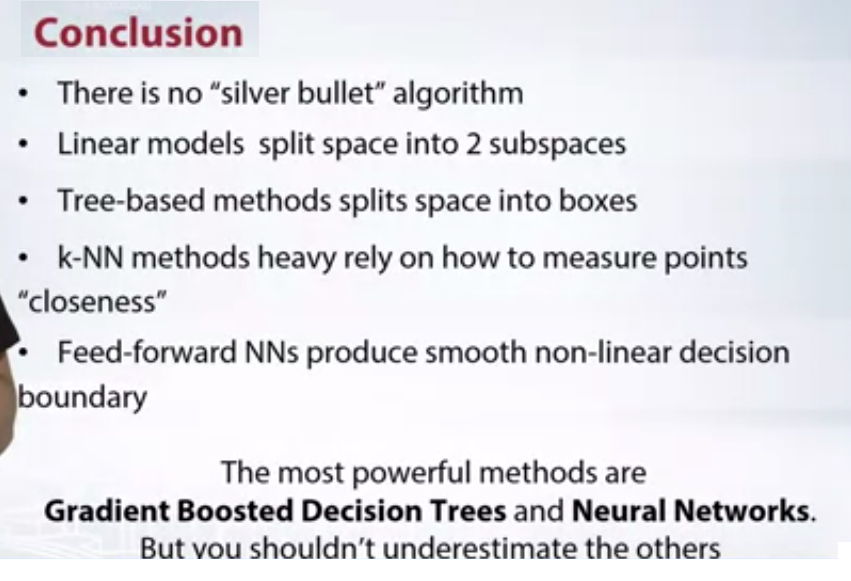 Conclusion
• There is no “silver bullet” algorithm
• Linear models split space into 2 subspaces
• Tree-based methods splits space into boxes
• k-NN methods heavy rely on how to measure points
“closeness”
• Feed-forward NNs produce smooth non-linear decision
boundary
The most powerful methods are
Gradient Boosted Decision Trees and Neural Networks.
But you shouldn’t underestimate the others